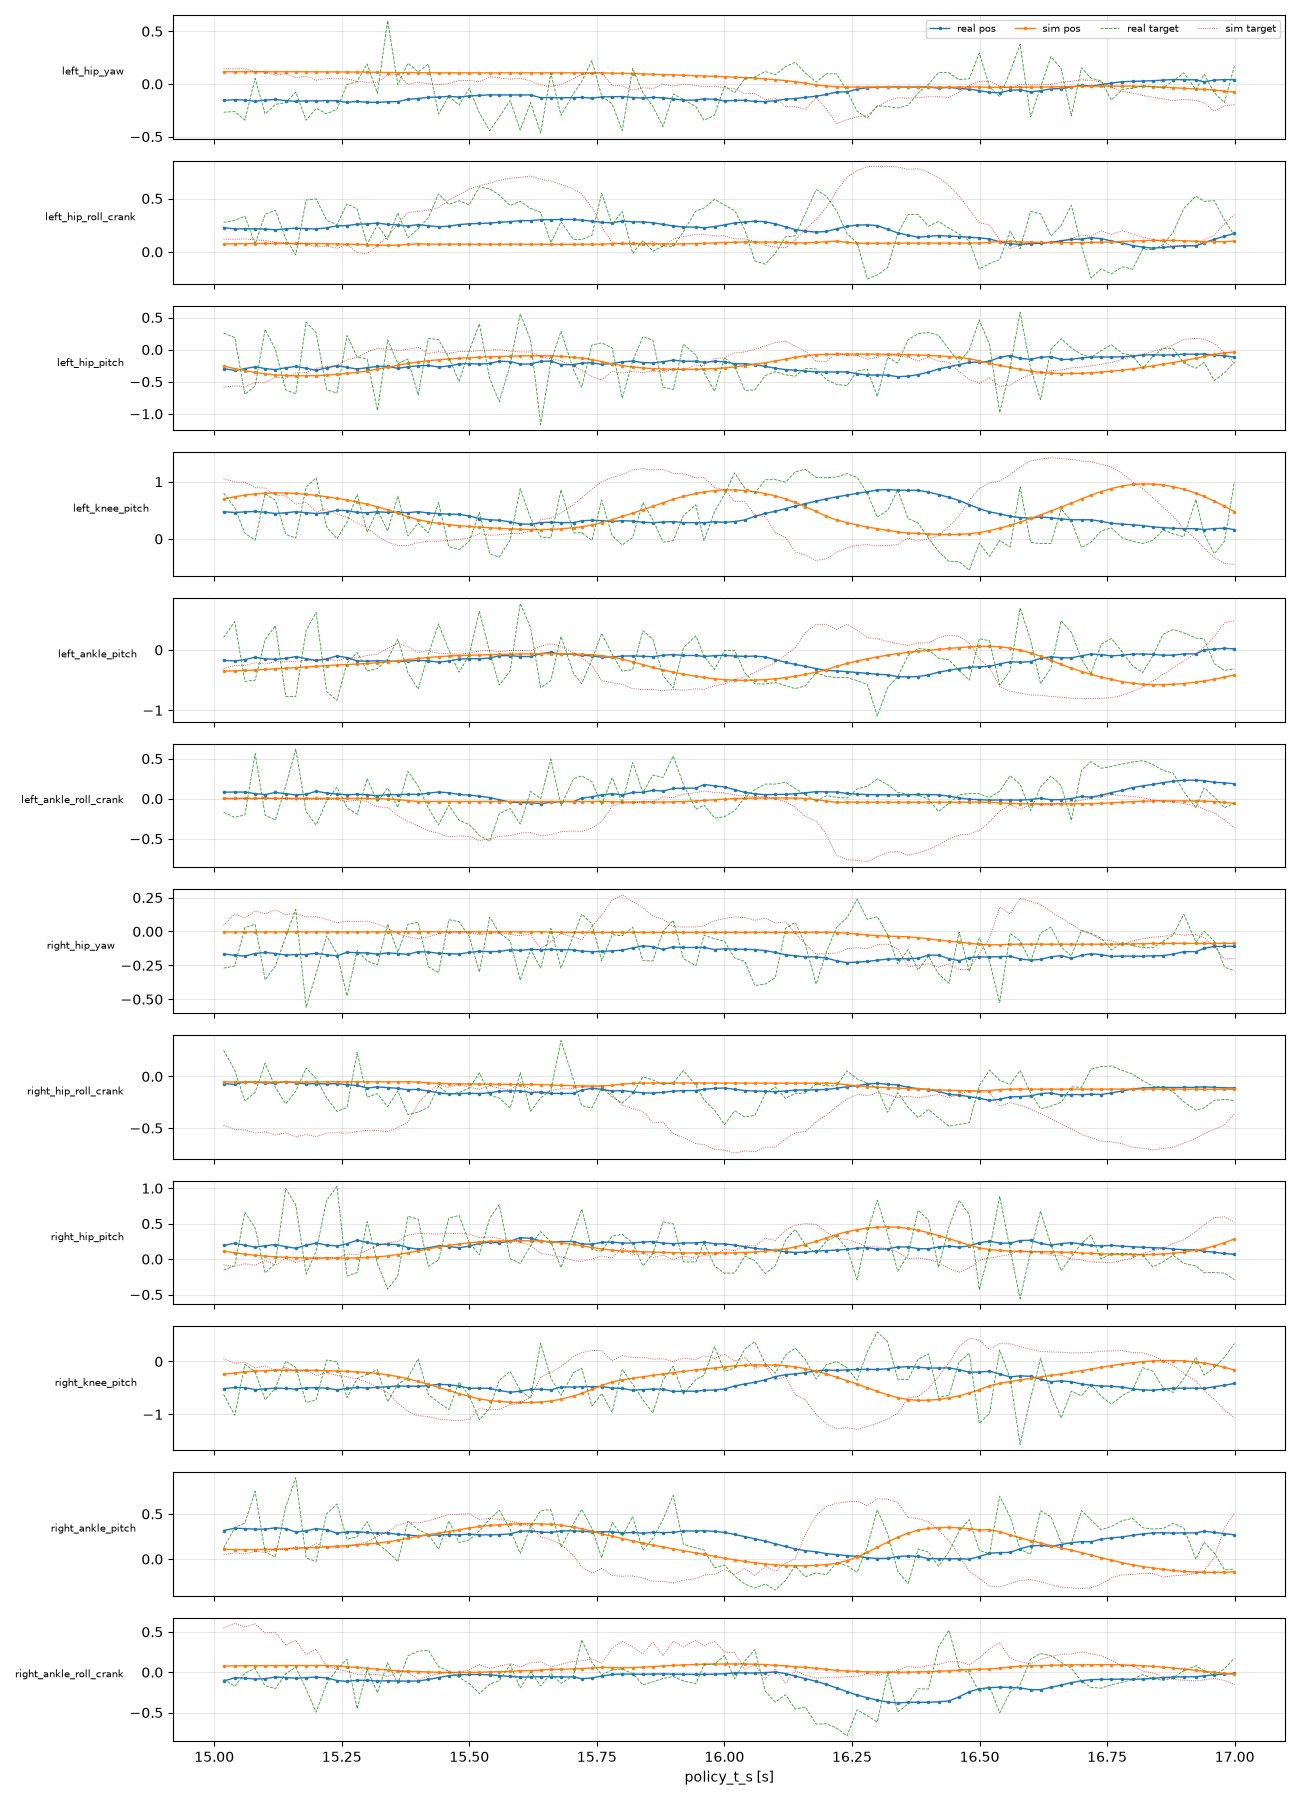 real pos sim pos real target sim target
left_hip_yaw
0.5
0.0
−0.5
left_hip_roll_crank
0.5
0.0
left_hip_pitch
0.5
0.0
−0.5
−1.0
left_knee_pitch
1
0
left_ankle_pitch
0
−1
left_ankle_roll_crank
0.5
0.0
−0.5
right_hip_yaw
0.25
0.00
−0.25
−0.50
right_hip_roll_crank
0.0
−0.5
right_hip_pitch
1.0
0.5
0.0
−0.5
right_knee_pitch
0
−1
right_ankle_pitch
0.5
0.0
right_ankle_roll_crank
0.5
0.0
−0.5
15.00 15.25 15.50 15.75 16.00 16.25 16.50 16.75 17.00
policy_t_s [s]